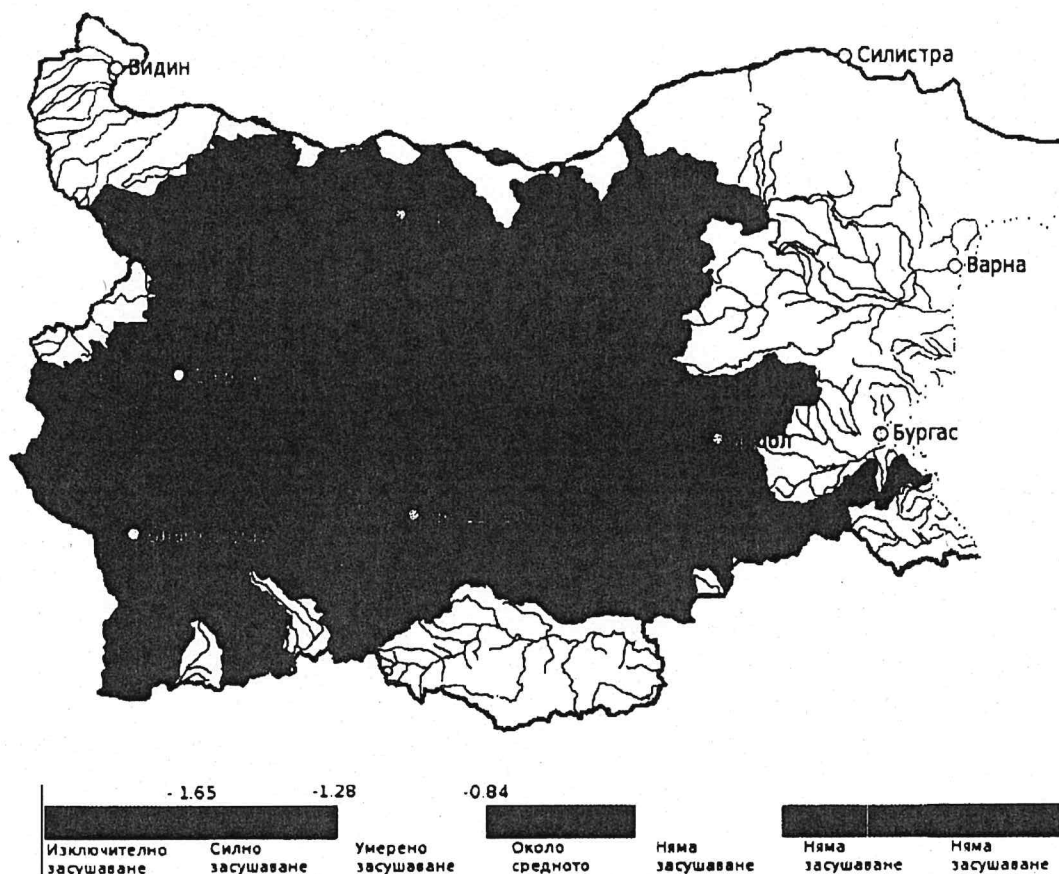 Видин
Силистра
Варна
Бургас
- 1.65 -1.28 -0.84
Изключително засушаване
Силно засушаване
Умерено засушаване
Около средното
Няма засушаване
Няма засушаване
Няма засушаване